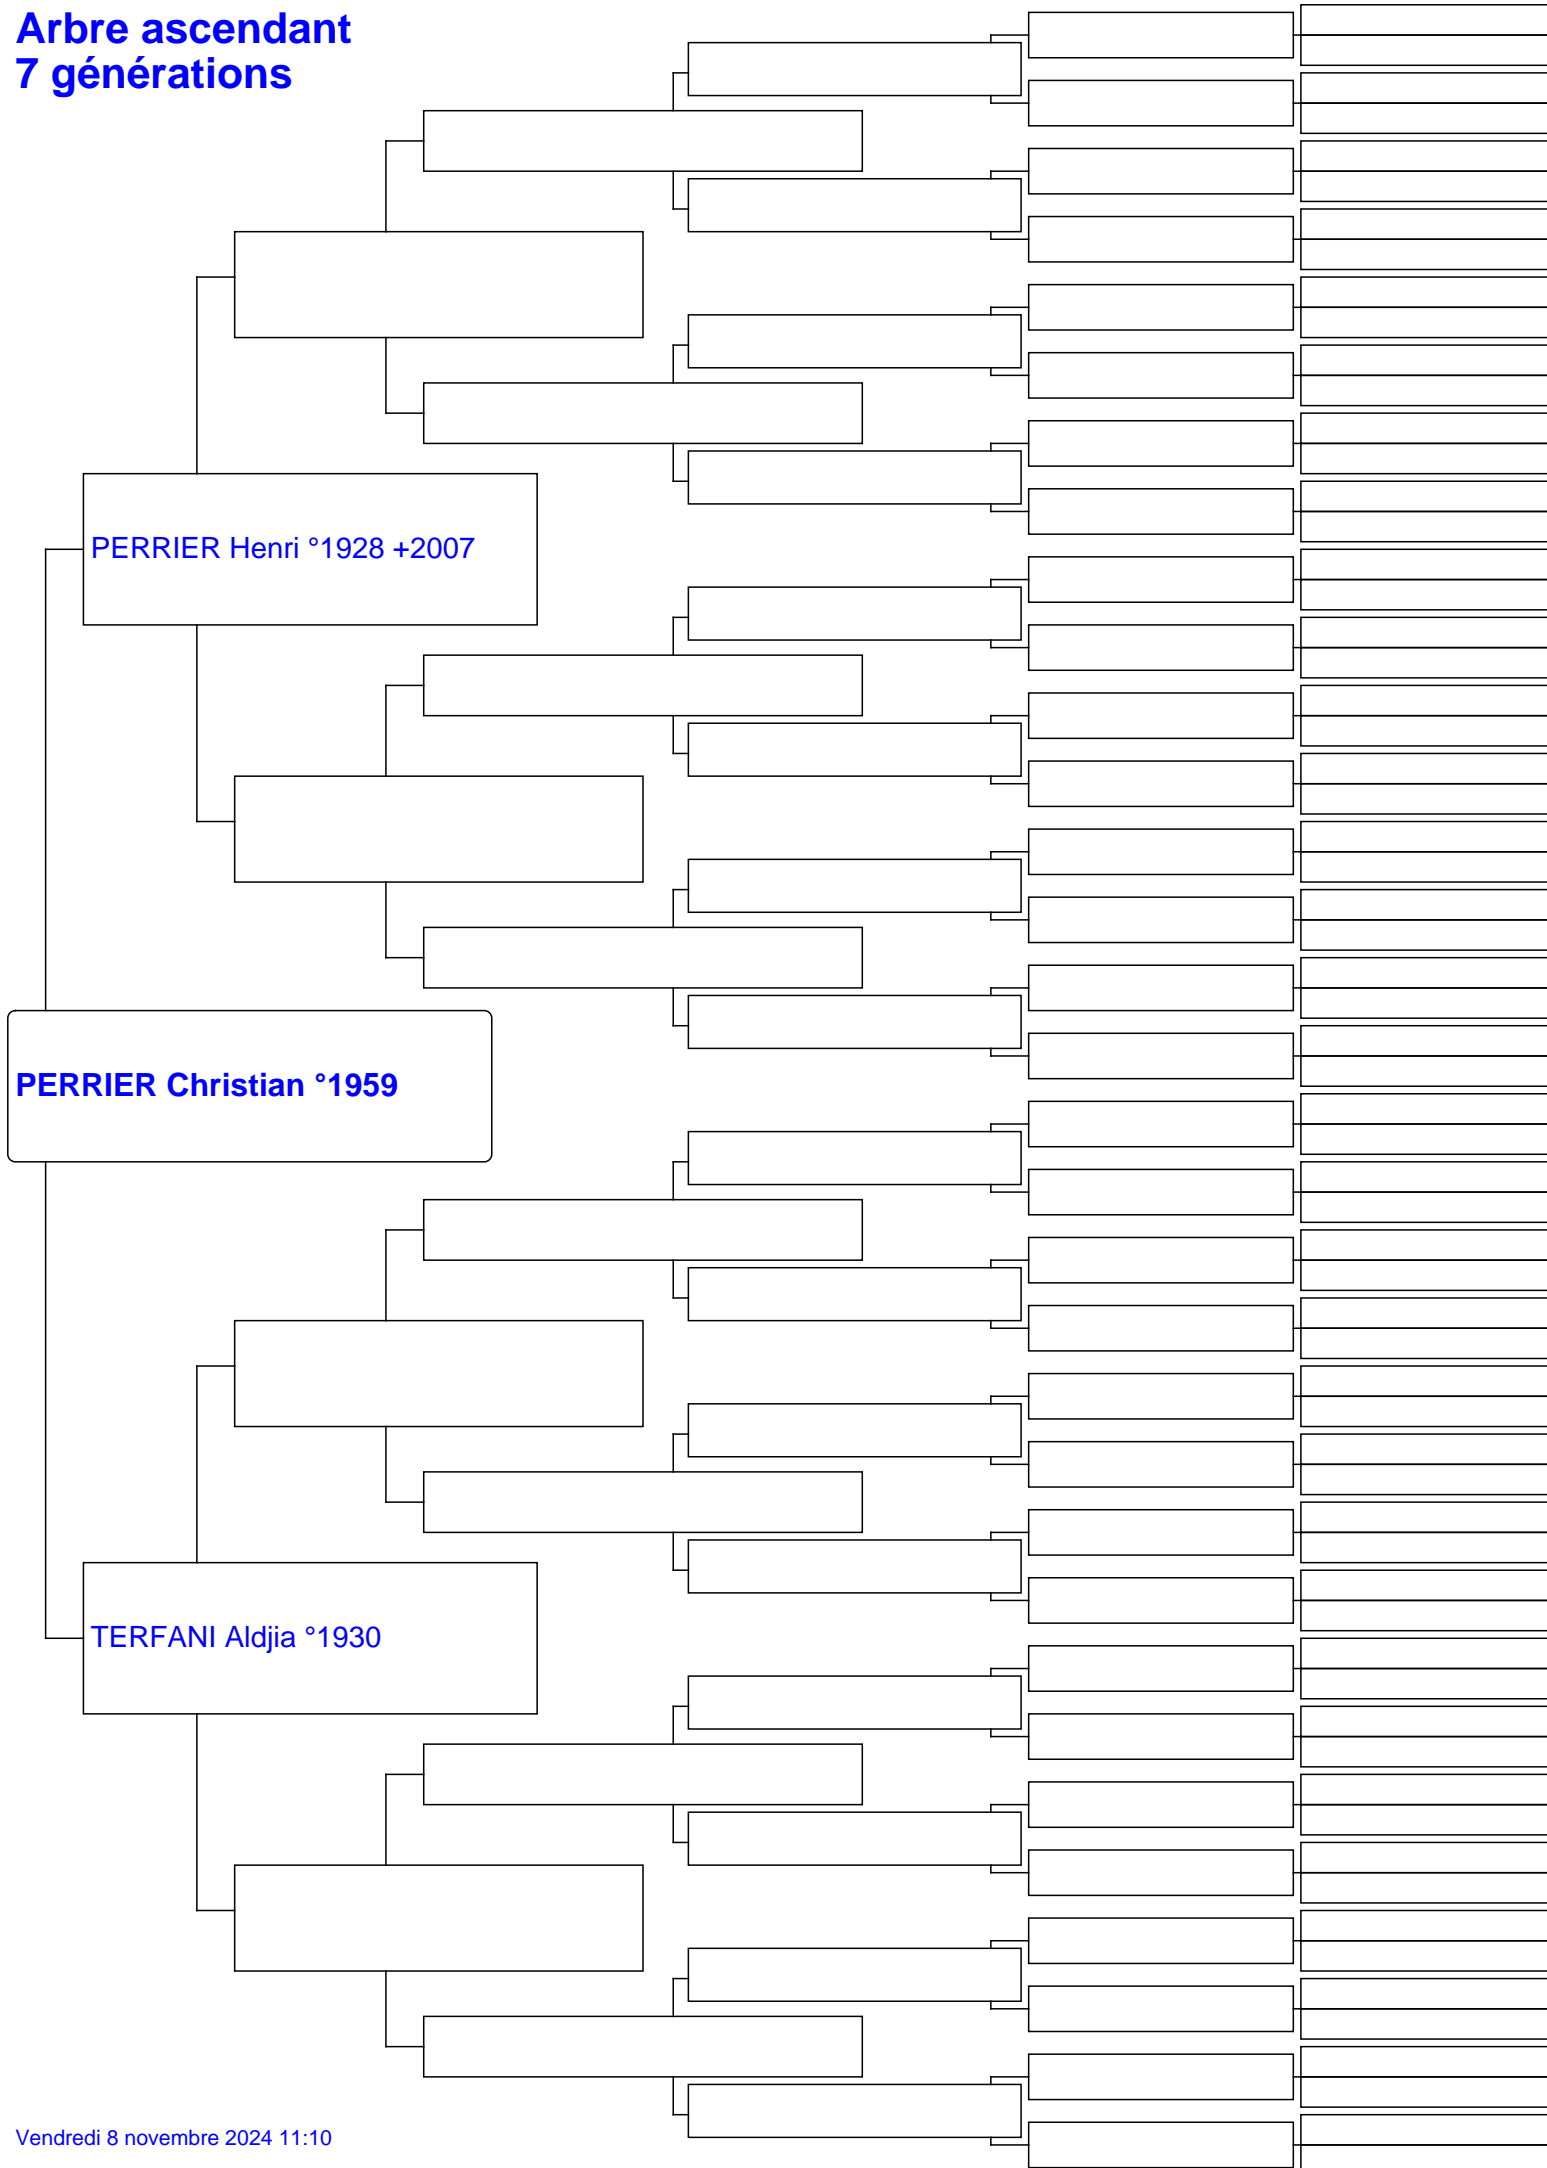 Arbre ascendant
7 générations
PERRIER Henri °1928 +2007
PERRIER Christian °1959
TERFANI Aldjia °1930
Vendredi 8 novembre 2024 11:10